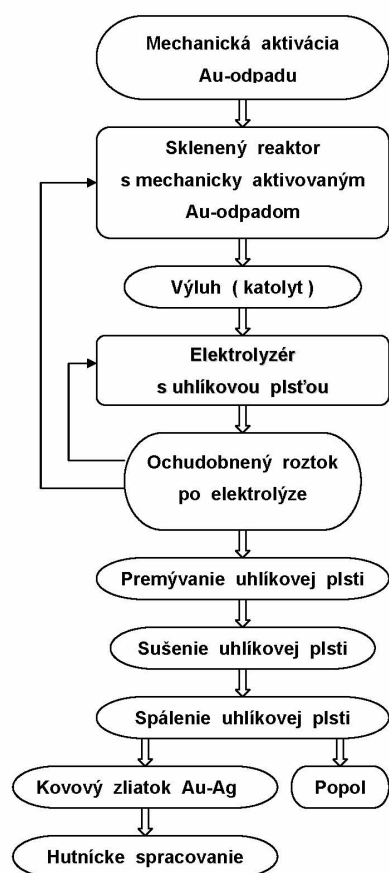 Mechanická aktivácia
Au-odpadu
Sklenený reaktor
s mechanicky aktivovaným
Au-odpadom
Výluh ( katolyt )
Elektrolyzér
s uhlíkovou plsťou
Ochudobnený roztok
po elektrolýze
Premývanie uhlíkovej plsti
Sušenie uhlíkovej plsti
Spálenie uhlíkovej plsti
Kovový zliatok Au-Ag
Popol
Hutnícke spracovanie